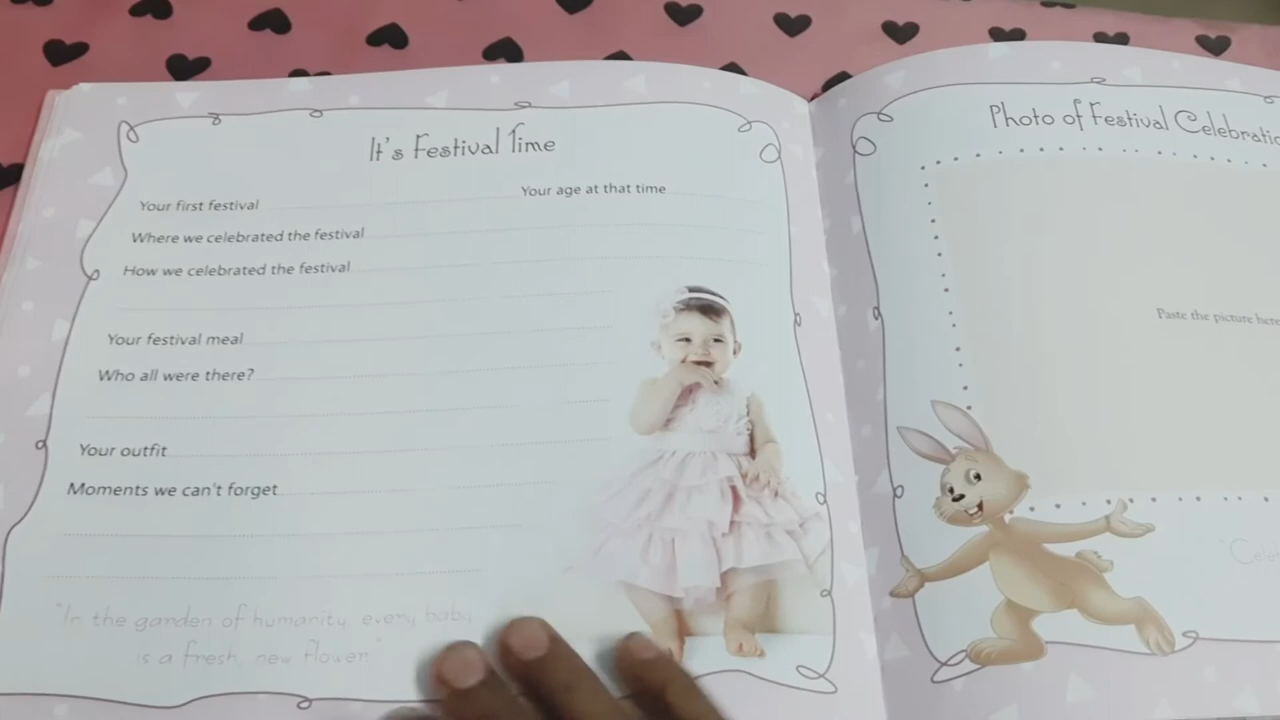 It's Festival Time
Your first festival Your age at that time
Where we celebrated the festival
How we celebrated the festival
Your festival meal
Who all were there?
Your outfit
Moments we can't forget
"In the garden of humanity, every baby
is a fresh, new flower."
Photo of Festival
Paste the picture here